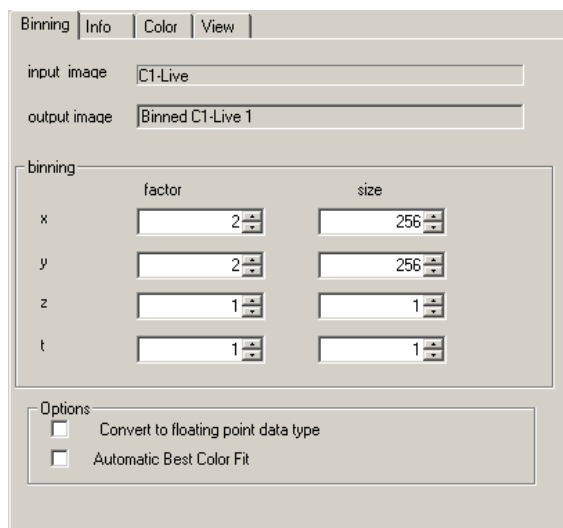 Binning Info Color View
input image C1-Live
output image Binned C1-Live 1
binning
factor size
x 2 256
y 2 256
z 1 1
t 1 1
Options
Convert to floating point data type
Automatic Best Color Fit